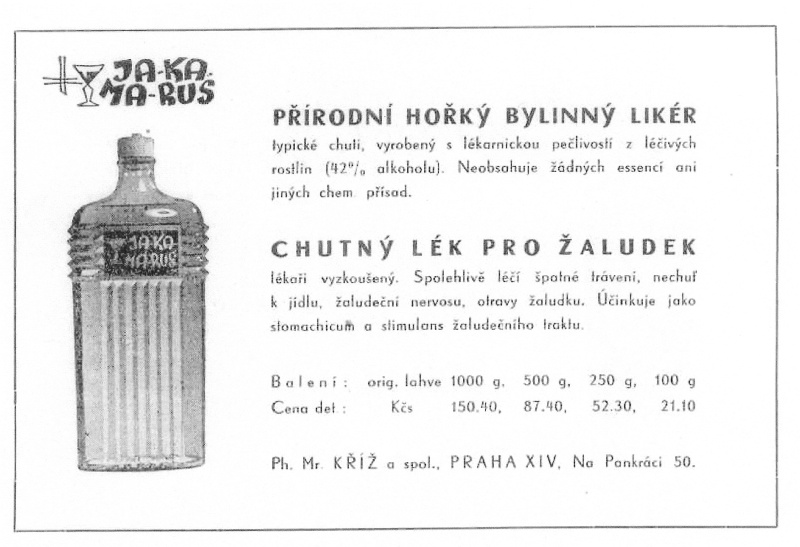 JA-KA-
MA-RUS
PŘÍRODNÍ HOŘKÝ BYLINNÝ LIKÉR
typické chuti, vyrobený s lékarnickou pečlivostí z léčivých
rostlin (42% alkoholu). Neobsahuje žádných essencí ani
jiných chem. přísad.
JA-KA
MA-RUS
CHUTNÝ LÉK PRO ŽALUDEK
lékaři vyzkoušený. Spolehlivě léčí špatné trávení, nechuť
k jídlu, žaludeční nervosu, otravy žaludku. Účinkuje jako
stomachicum a stimulans žaludečního traktu.
Balení: orig. lahve 1000 g, 500 g, 250 g, 100 g
Cena det.: Kčs 150.40, 87.40, 52.30, 21.10
Ph. Mr. KŘÍŽ a spol., PRAHA XIV, Na Pankráci 50.